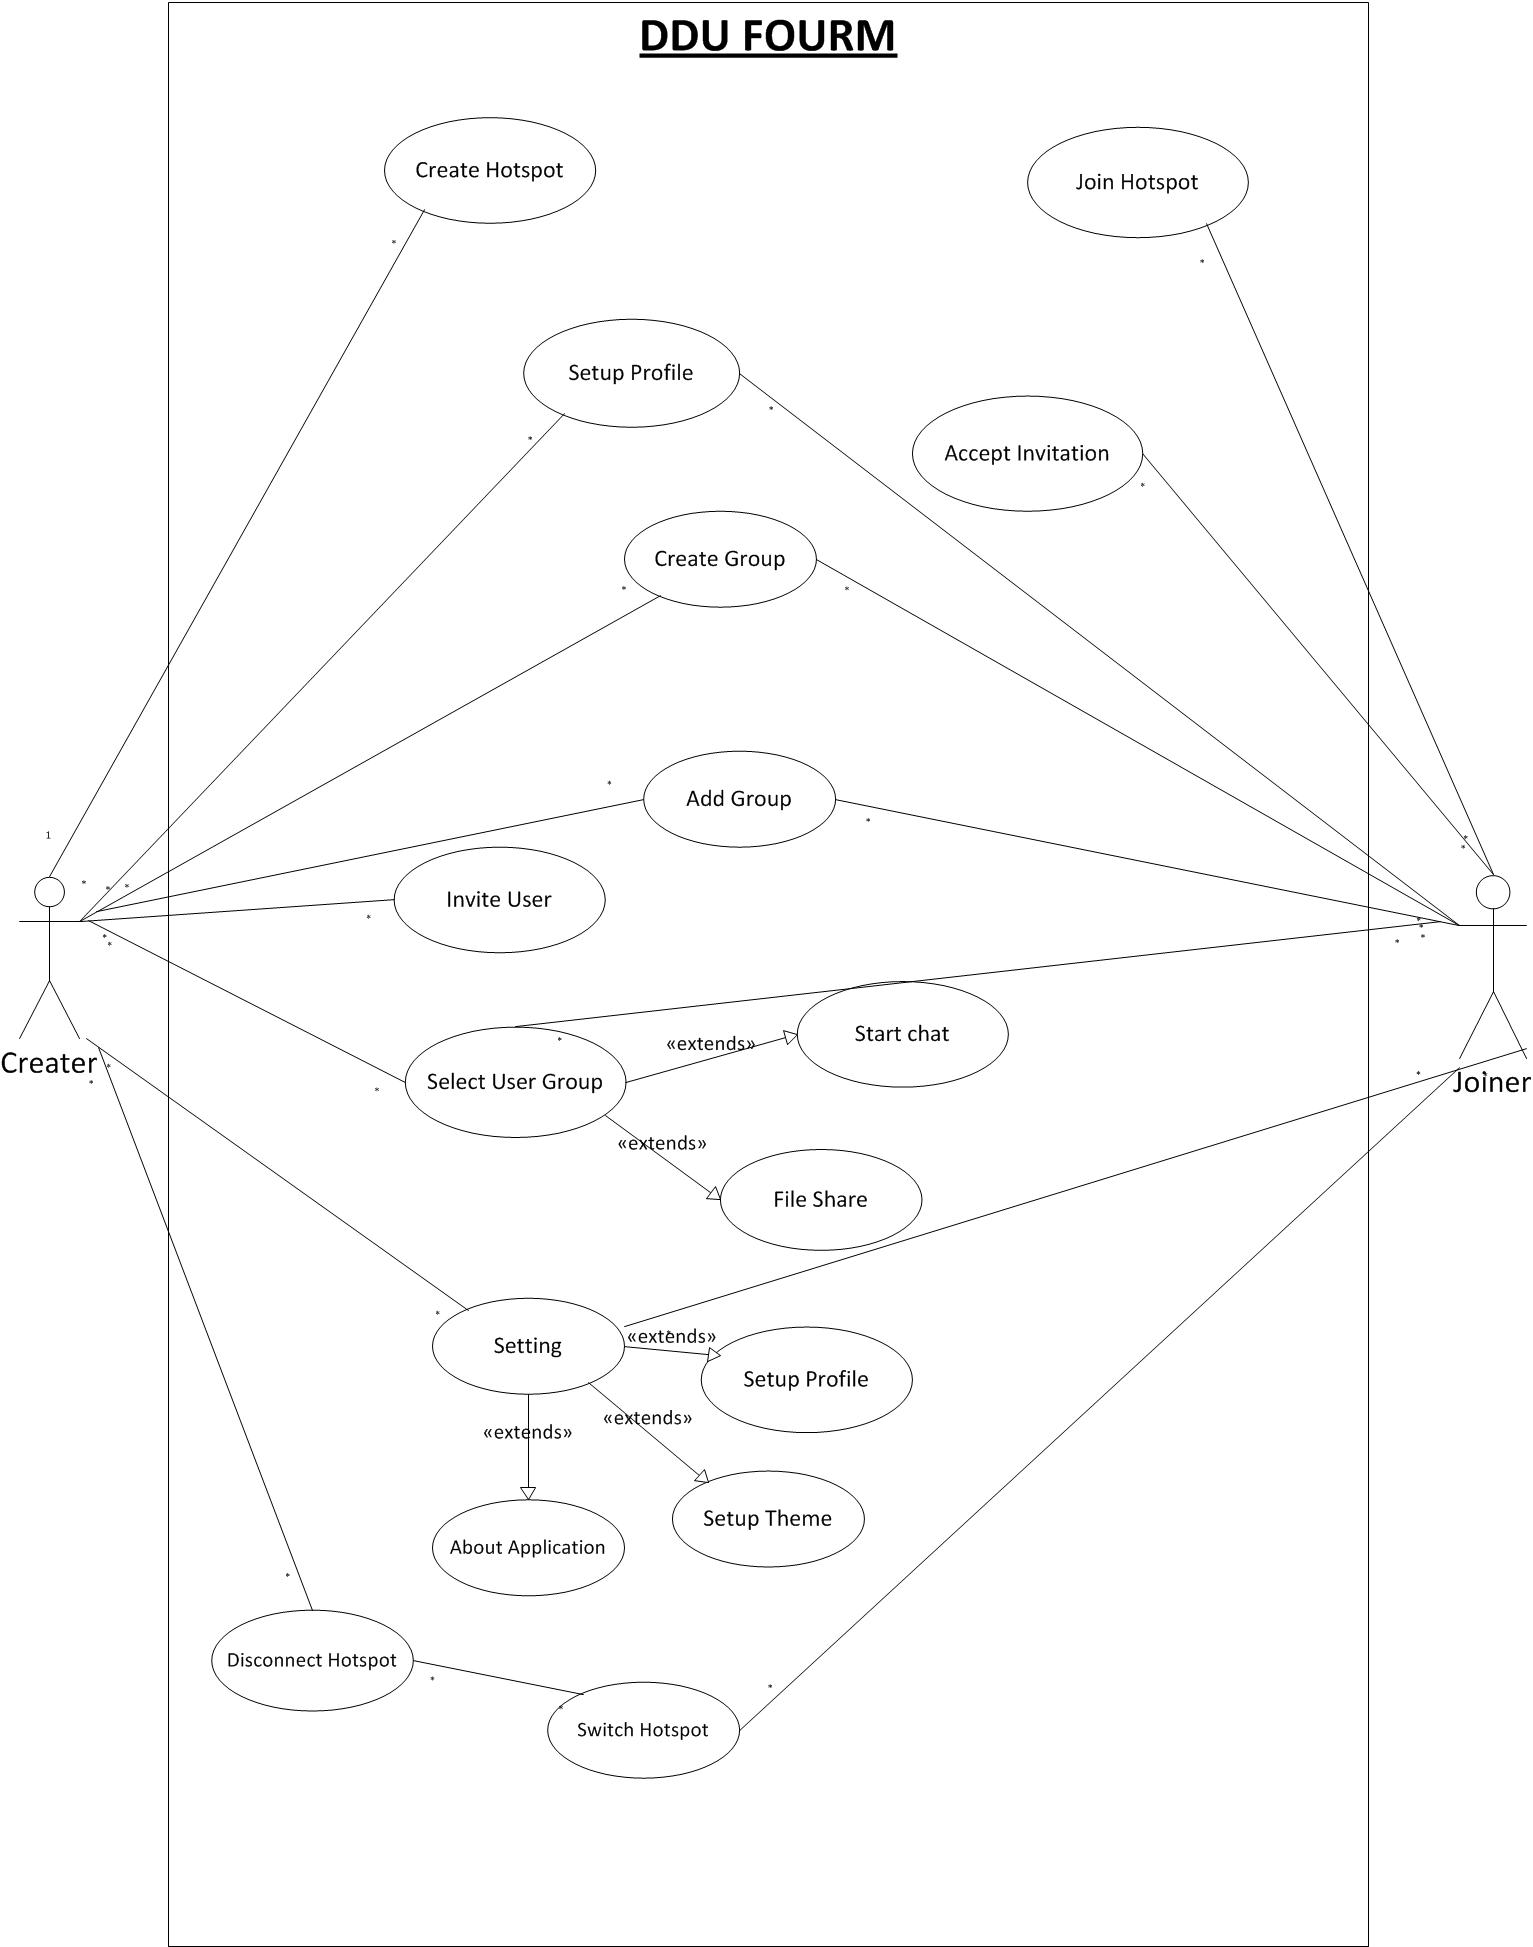 DDU FOURM
Create Hotspot
Join Hotspot
*
*
Setup Profile
*
*
Accept Invitation
*
Create Group
*
*
*
Add Group
*
1
*
*
*
*
*
Invite User
*
*
*
*
*
*
*
*
Start chat
*
«extends»
Creater
*
*
*
Select User Group
*
*
Joiner
«extends»
File Share
*
Setting
«extends»
*
Setup Profile
«extends»
«extends»
Setup Theme
About Application
*
Disconnect Hotspot
*
*
*
Switch Hotspot